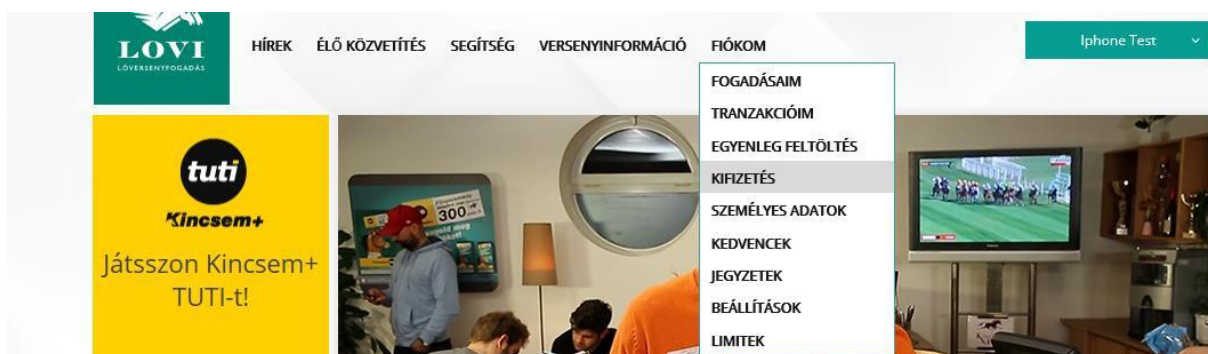 LOVI
LÓVERSENYFOGADÁS
HÍREK
ÉLŐ KÖZVETÍTÉS
SEGÍTSÉG
VERSENYINFORMÁCIÓ
FIÓKOM
Iphone Test
FOGADÁSAIM
TRANZAKCIÓIM
EGYENLEG FELTÖLTÉS
KIFIZETÉS
SZEMÉLYES ADATOK
KEDVENCEK
JEGYZETEK
BEÁLLÍTÁSOK
LIMITEK
tuti
Kincsem+
Játsszon Kincsem+
TUTI-t!
300